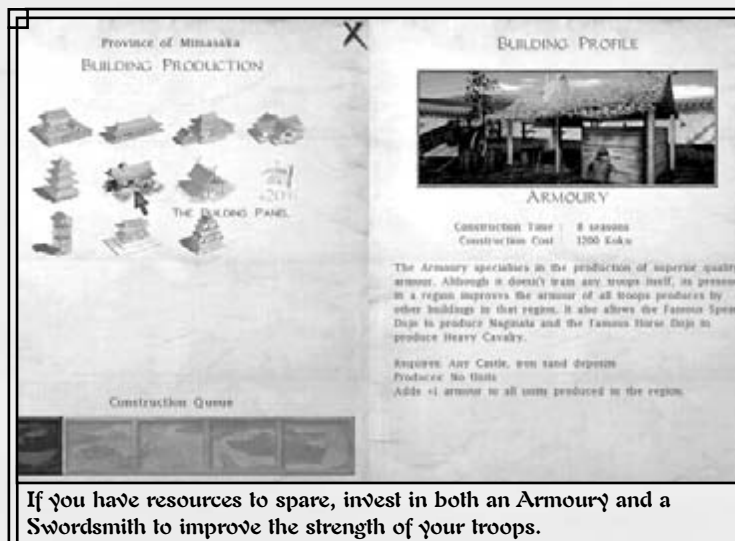 Province of Mimasaka
BUILDING PRODUCTION
THE BUILDING PANEL
Construction Queue
BUILDING PROFILE
ARMOURY
Construction Time : 8 seasons
Construction Cost : 1200 Koku
The Armoury specialises in the production of superior quality
armour. Although it doesn't train any troops itself, its
in a region improves the armour of all troops produces by
other buildings in that region. It also allows the Famous
Dojo to produce Naginata and the Famous Horse Dojo to
produce Heavy Cavalry.
Requires: Any Castle, iron sand deposits
Produces: No Units
Adds +1 armour to all units produced in the region.
If you have resources to spare, invest in both an Armoury and a
Swordsmith to improve the strength of your troops.